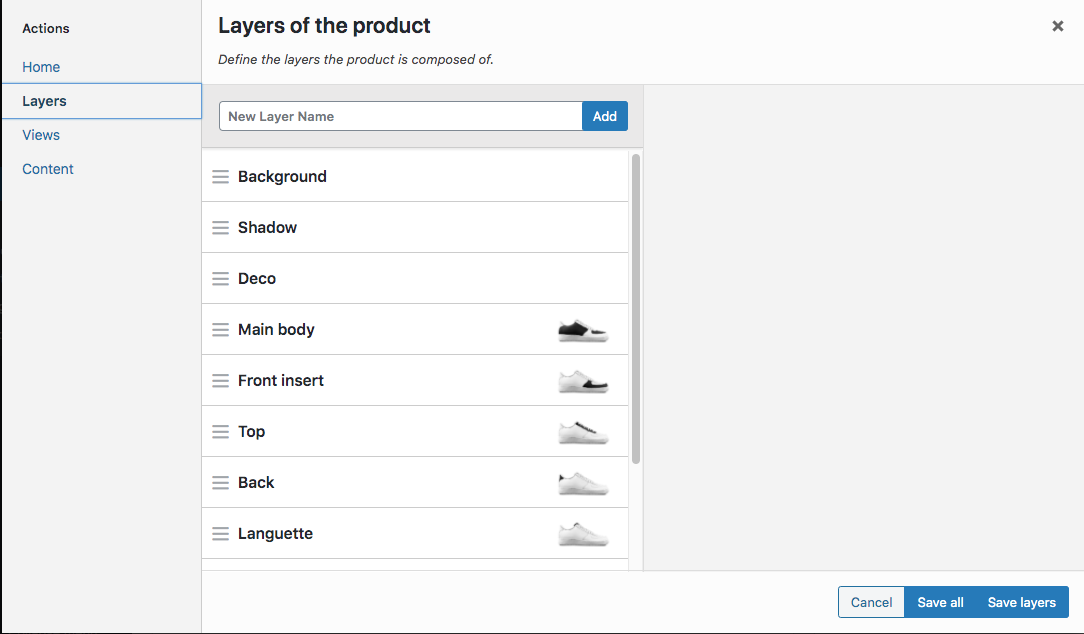 Actions
Home
Layers
Views
Content
Layers of the product
Define the layers the product is composed of.
New Layer Name
Add
Background
Shadow
Deco
Main body
Front insert
Top
Back
Languette
Cancel
Save all
Save layers